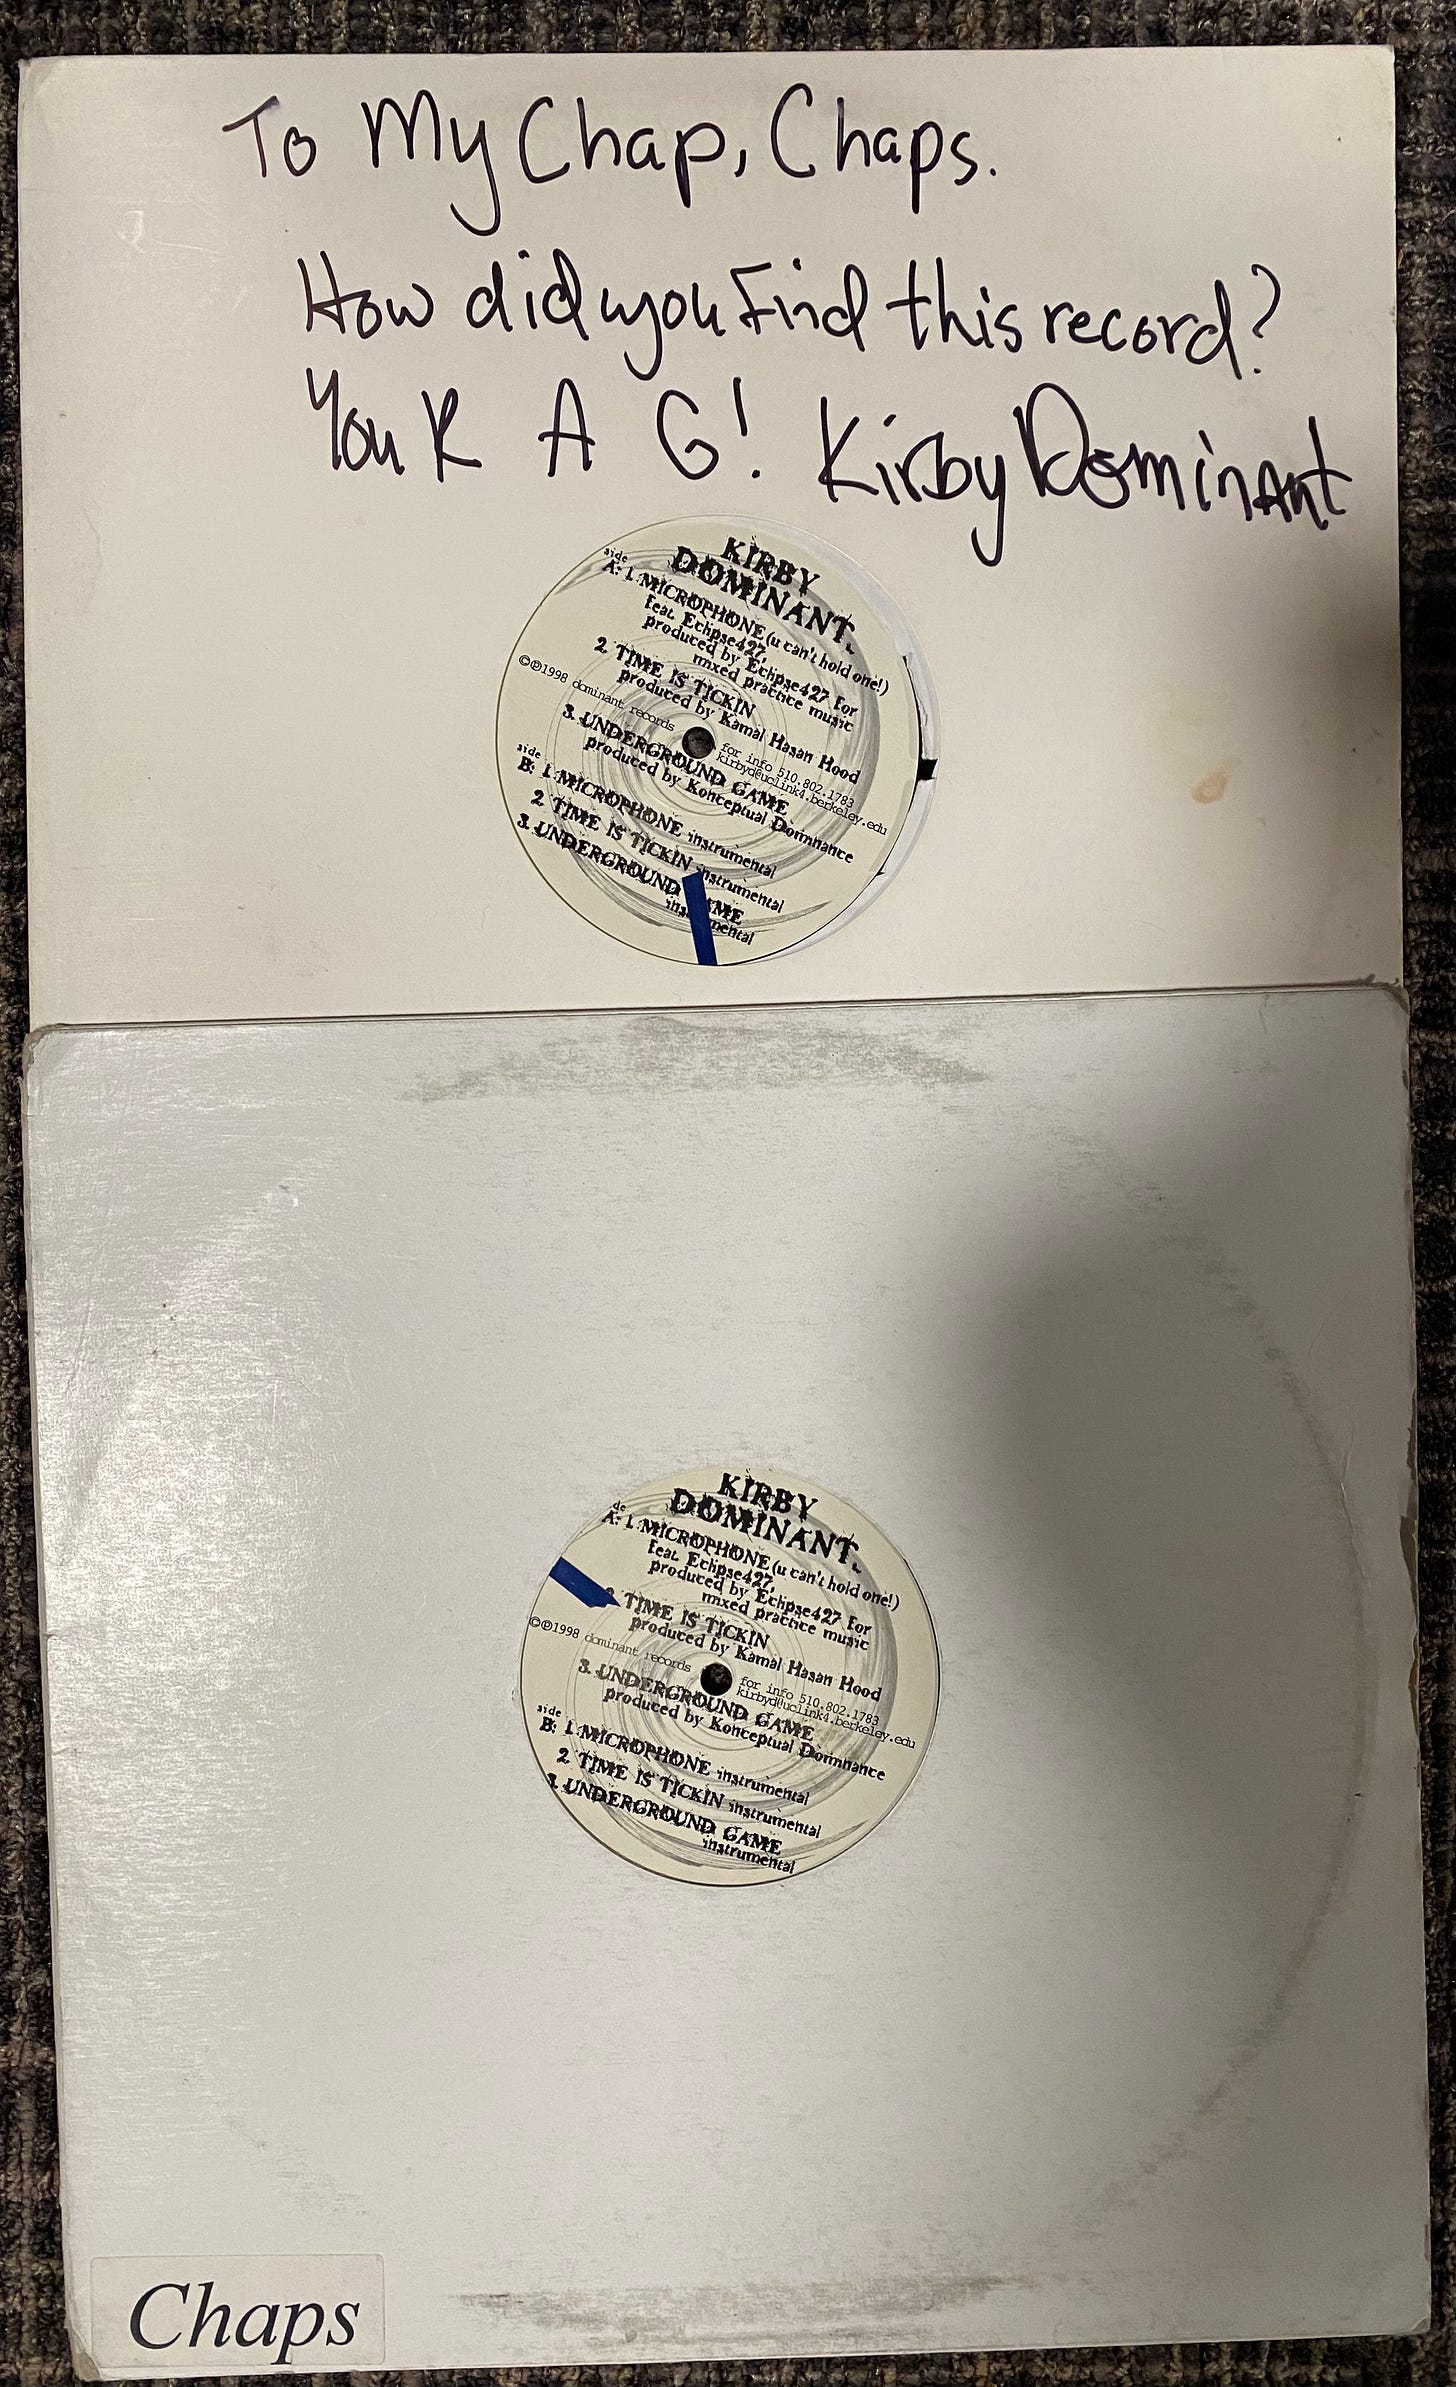 To My Chap, Chaps.
How did you Find this record?
You R A G! Kirby Dominant
KIRBY
DOMINANT.
side
A: 1. MICROPHONE (u can't hold one!)
feat. Eclipse427,
produced by Eclipse427 for
mixed practice music
2. TIME IS TICKIN
produced by Kamal Hasan Hood
©℗1998 dominant records
for info 510.802.1783
kirbyd@uclink4.berkeley.edu
3. UNDERGROUND GAME
produced by Konceptual Dominance
side
B: 1. MICROPHONE instrumental
2. TIME IS TICKIN instrumental
3. UNDERGROUND
KIRBY
DOMINANT.
A: 1. MICROPHONE (u can't hold one!)
feat. Eclipse427,
produced by Eclipse427 for
mixed practice music
TIME IS TICKIN
produced by Kamal Hasan Hood
©℗1998 dominant records
for info 510.802.1783
kirbyd@uclink4.berkeley.edu
3. UNDERGROUND GAME
produced by Konceptual Dominance
side
B: 1. MICROPHONE instrumental
2. TIME IS TICKIN instrumental
3. UNDERGROUND GAME
instrumental
Chaps